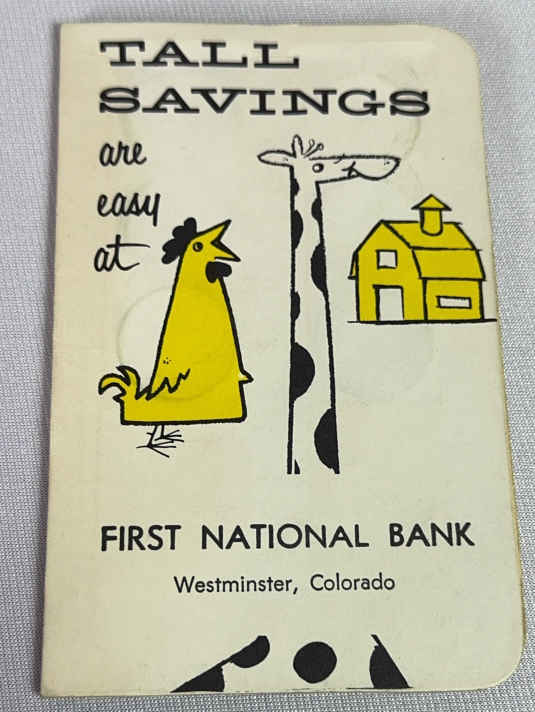 TALL
SAVINGS
are
easy
at
FIRST NATIONAL BANK
Westminster, Colorado